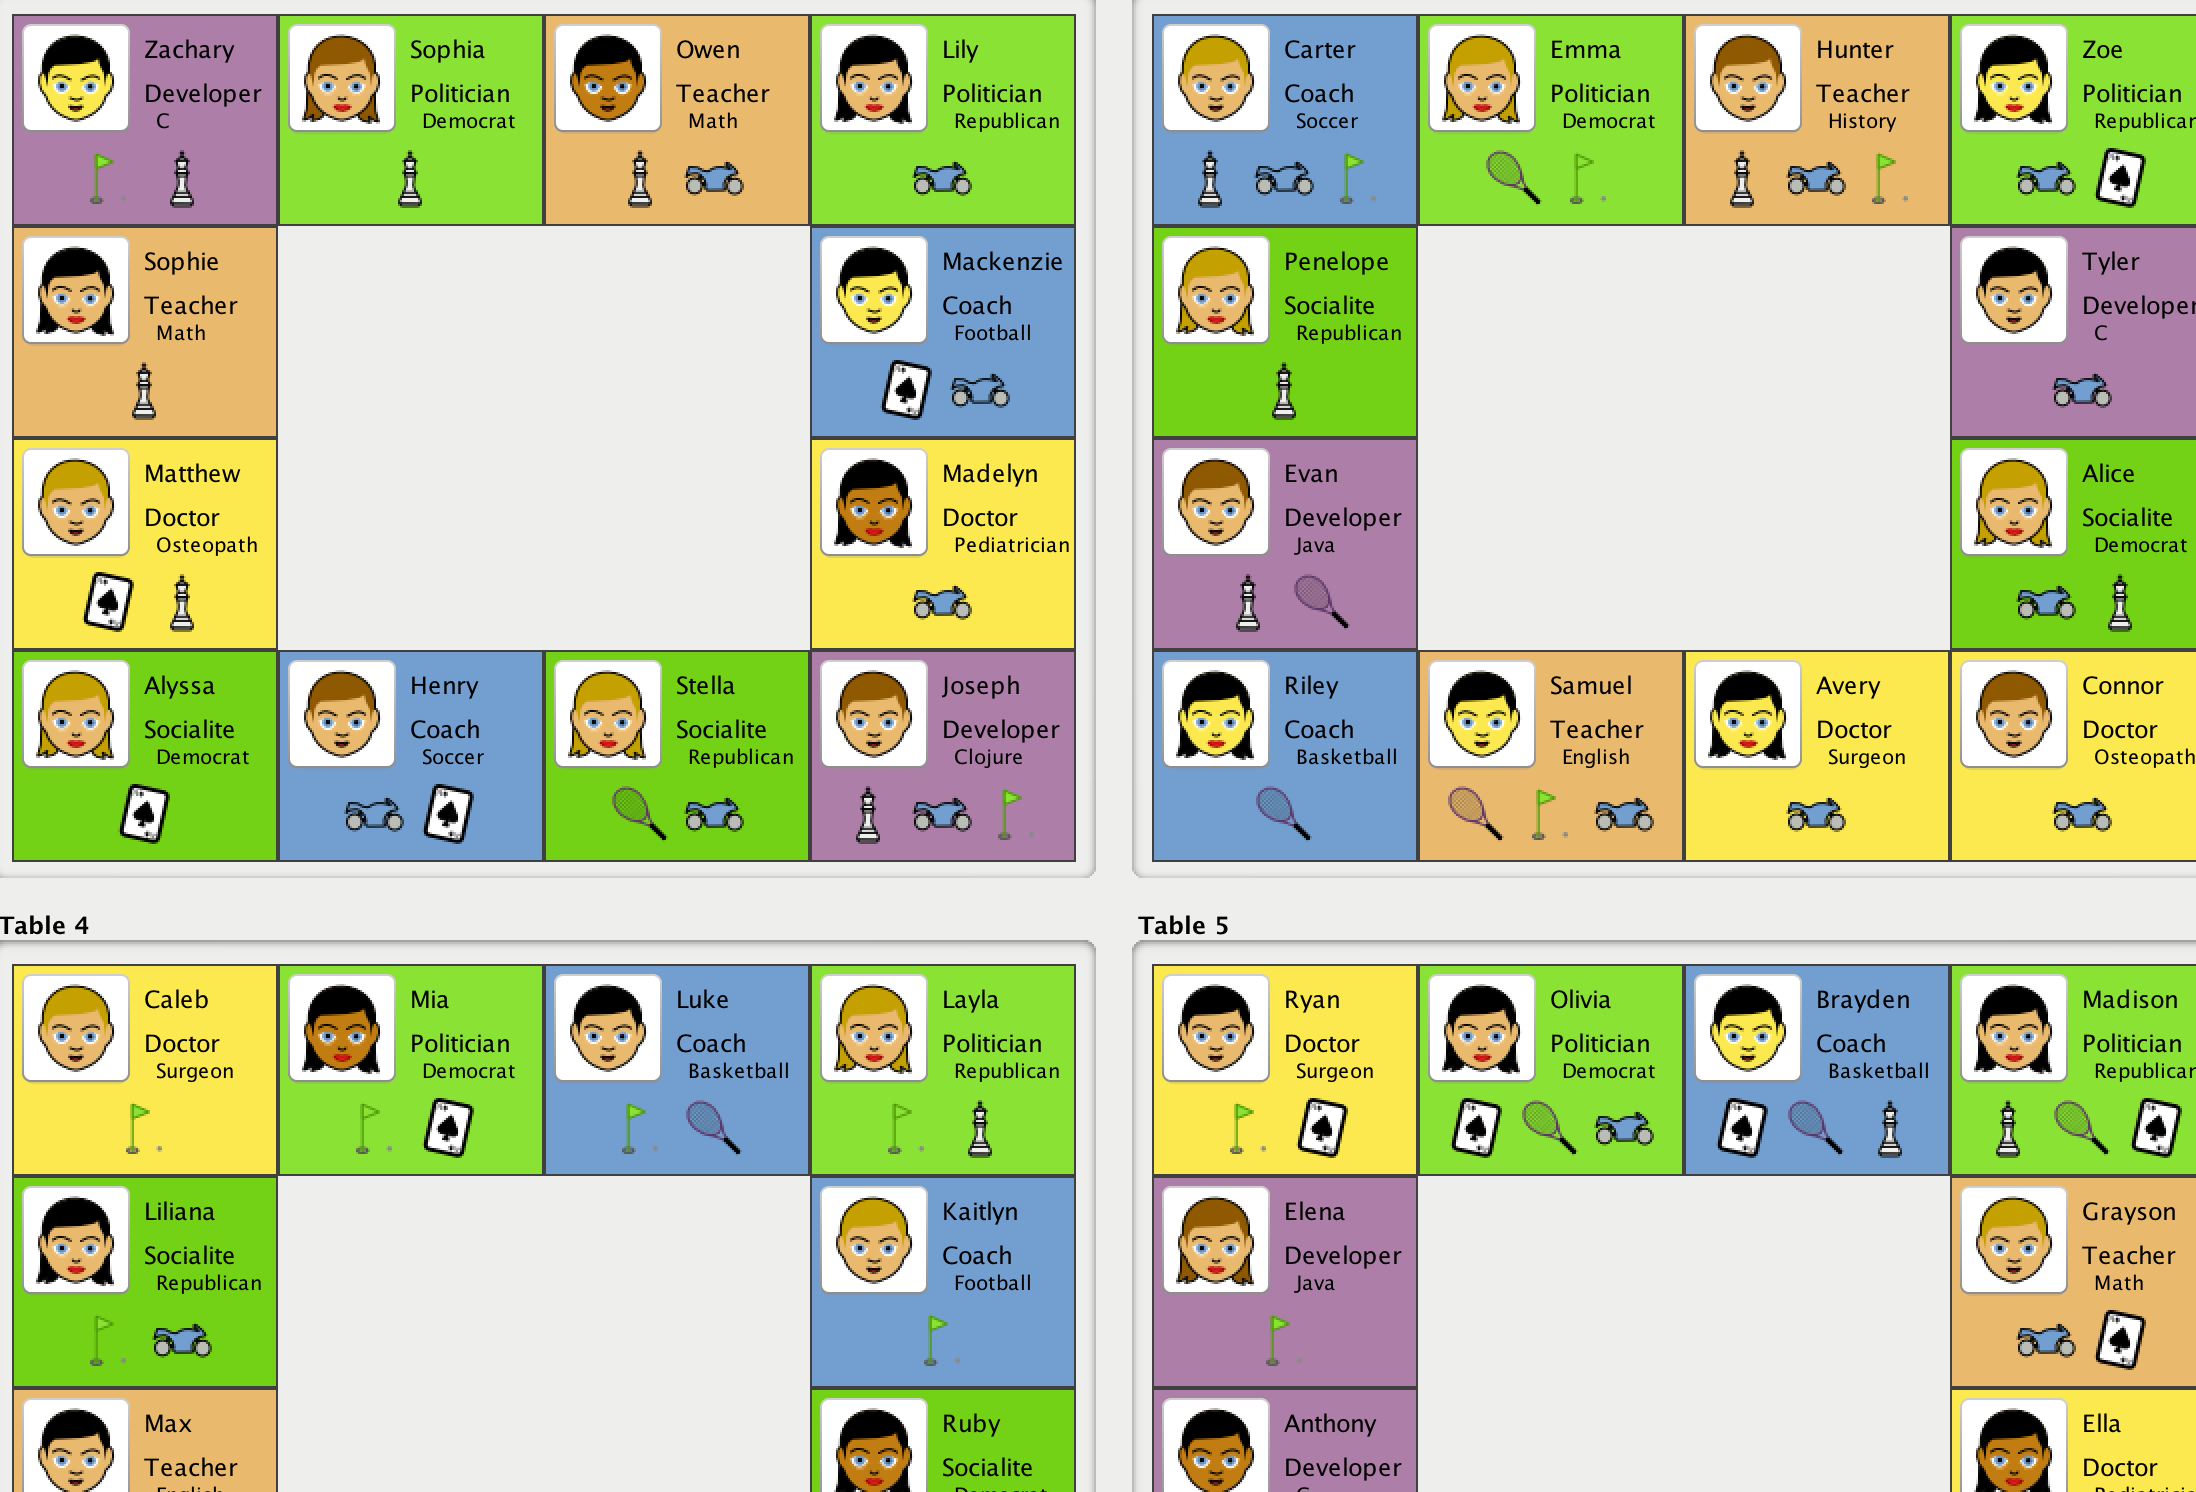 Zachary
Developer
C
Sophia
Politician
Democrat
Owen
Teacher
Math
Lily
Politician
Republican
Sophie
Teacher
Math
Mackenzie
Coach
Football
Matthew
Doctor
Osteopath
Madelyn
Doctor
Pediatrician
Alyssa
Socialite
Democrat
Henry
Coach
Soccer
Stella
Socialite
Republican
Joseph
Developer
Clojure
Carter
Coach
Soccer
Emma
Politician
Democrat
Hunter
Teacher
History
Zoe
Politician
Republican
Penelope
Socialite
Republican
Tyler
Developer
C
Evan
Developer
Java
Alice
Socialite
Democrat
Riley
Coach
Basketball
Samuel
Teacher
English
Avery
Doctor
Surgeon
Connor
Doctor
Osteopath
Table 4
Caleb
Doctor
Surgeon
Mia
Politician
Democrat
Luke
Coach
Basketball
Layla
Politician
Republican
Liliana
Socialite
Republican
Kaitlyn
Coach
Football
Max
Teacher
English
Ruby
Socialite
Democrat
Table 5
Ryan
Doctor
Surgeon
Olivia
Politician
Democrat
Brayden
Coach
Basketball
Madison
Politician
Republican
Elena
Developer
Java
Grayson
Teacher
Math
Anthony
Developer
Ella
Doctor